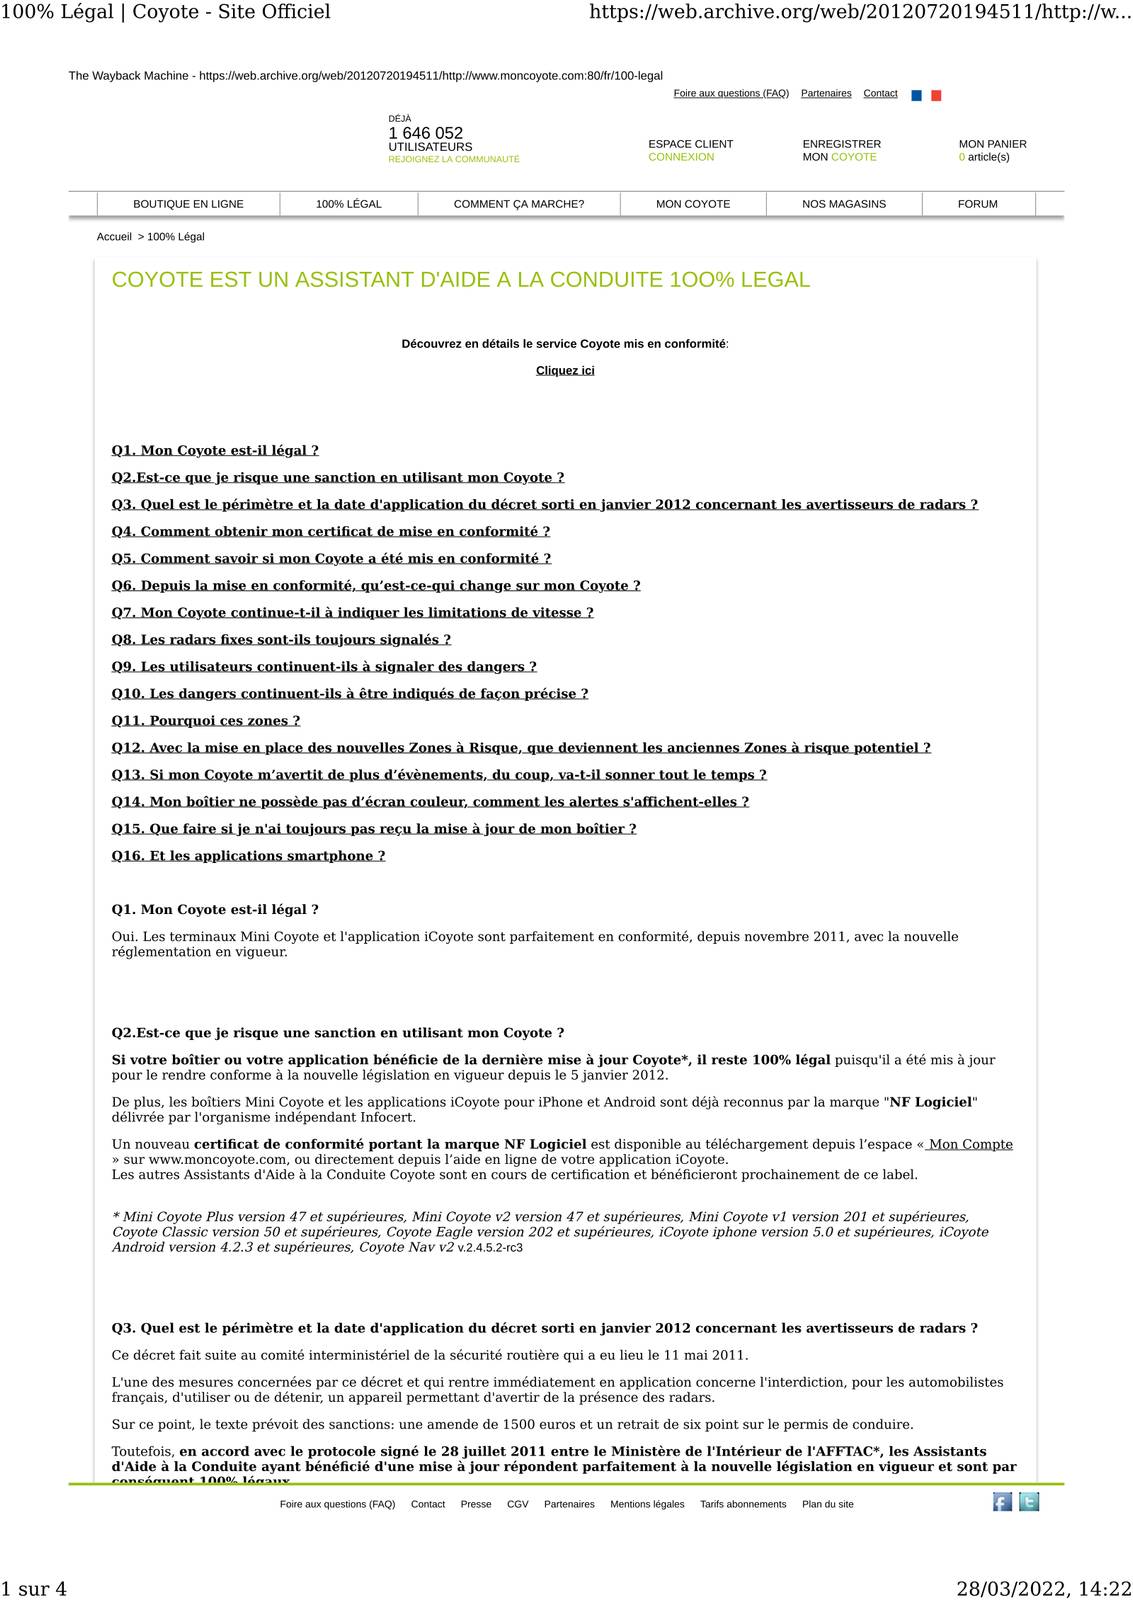 100% Légal | Coyote - Site Officiel
https://web.archive.org/web/20120720194511/http://w...
The Wayback Machine - https://web.archive.org/web/20120720194511/http://www.moncoyote.com:80/fr/100-legal
Foire aux questions (FAQ) Partenaires Contact
DÉJÀ
1 646 052
UTILISATEURS
REJOIGNEZ LA COMMUNAUTÉ
ESPACE CLIENT
CONNEXION
ENREGISTRER
MON COYOTE
MON PANIER
0 article(s)
BOUTIQUE EN LIGNE 100% LÉGAL COMMENT ÇA MARCHE? MON COYOTE NOS MAGASINS FORUM
Accueil > 100% Légal
COYOTE EST UN ASSISTANT D'AIDE A LA CONDUITE 1OO% LEGAL
Découvrez en détails le service Coyote mis en conformité:
Cliquez ici
Q1. Mon Coyote est-il légal ?
Q2.Est-ce que je risque une sanction en utilisant mon Coyote ?
Q3. Quel est le périmètre et la date d'application du décret sorti en janvier 2012 concernant les avertisseurs de radars ?
Q4. Comment obtenir mon certificat de mise en conformité ?
Q5. Comment savoir si mon Coyote a été mis en conformité ?
Q6. Depuis la mise en conformité, qu’est-ce-qui change sur mon Coyote ?
Q7. Mon Coyote continue-t-il à indiquer les limitations de vitesse ?
Q8. Les radars fixes sont-ils toujours signalés ?
Q9. Les utilisateurs continuent-ils à signaler des dangers ?
Q10. Les dangers continuent-ils à être indiqués de façon précise ?
Q11. Pourquoi ces zones ?
Q12. Avec la mise en place des nouvelles Zones à Risque, que deviennent les anciennes Zones à risque potentiel ?
Q13. Si mon Coyote m’avertit de plus d’évènements, du coup, va-t-il sonner tout le temps ?
Q14. Mon boîtier ne possède pas d’écran couleur, comment les alertes s'affichent-elles ?
Q15. Que faire si je n'ai toujours pas reçu la mise à jour de mon boîtier ?
Q16. Et les applications smartphone ?
Q1. Mon Coyote est-il légal ?
Oui. Les terminaux Mini Coyote et l'application iCoyote sont parfaitement en conformité, depuis novembre 2011, avec la nouvelle
réglementation en vigueur.
Q2.Est-ce que je risque une sanction en utilisant mon Coyote ?
Si votre boîtier ou votre application bénéficie de la dernière mise à jour Coyote*, il reste 100% légal puisqu'il a été mis à jour
pour le rendre conforme à la nouvelle législation en vigueur depuis le 5 janvier 2012.
De plus, les boîtiers Mini Coyote et les applications iCoyote pour iPhone et Android sont déjà reconnus par la marque "NF Logiciel"
délivrée par l'organisme indépendant Infocert.
Un nouveau certificat de conformité portant la marque NF Logiciel est disponible au téléchargement depuis l’espace « Mon Compte
» sur www.moncoyote.com, ou directement depuis l’aide en ligne de votre application iCoyote.
Les autres Assistants d'Aide à la Conduite Coyote sont en cours de certification et bénéficieront prochainement de ce label.
* Mini Coyote Plus version 47 et supérieures, Mini Coyote v2 version 47 et supérieures, Mini Coyote v1 version 201 et supérieures,
Coyote Classic version 50 et supérieures, Coyote Eagle version 202 et supérieures, iCoyote iphone version 5.0 et supérieures, iCoyote
Android version 4.2.3 et supérieures, Coyote Nav v2 v.2.4.5.2-rc3
Q3. Quel est le périmètre et la date d'application du décret sorti en janvier 2012 concernant les avertisseurs de radars ?
Ce décret fait suite au comité interministériel de la sécurité routière qui a eu lieu le 11 mai 2011.
L'une des mesures concernées par ce décret et qui rentre immédiatement en application concerne l'interdiction, pour les automobilistes
français, d'utiliser ou de détenir, un appareil permettant d'avertir de la présence des radars.
Sur ce point, le texte prévoit des sanctions: une amende de 1500 euros et un retrait de six point sur le permis de conduire.
Toutefois, en accord avec le protocole signé le 28 juillet 2011 entre le Ministère de l'Intérieur de l'AFFTAC*, les Assistants
d'Aide à la Conduite ayant bénéficié d'une mise à jour répondent parfaitement à la nouvelle législation en vigueur et sont par
conséquent 100% légaux
Foire aux questions (FAQ) Contact Presse CGV Partenaires Mentions légales Tarifs abonnements Plan du site
1 sur 4
28/03/2022, 14:22